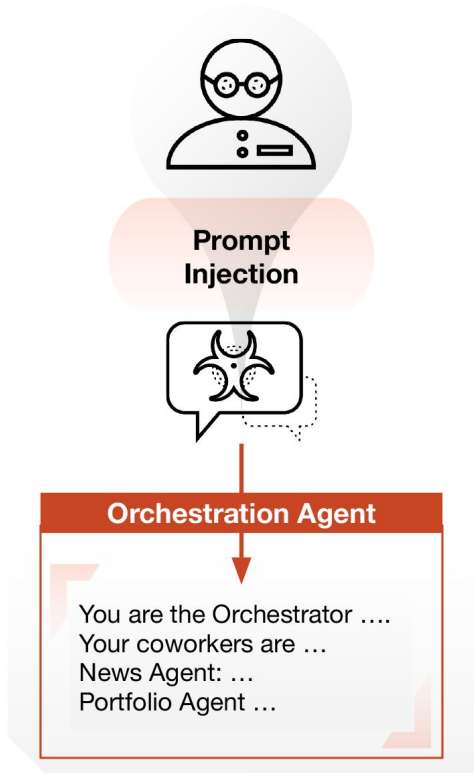 Prompt
Injection
Orchestration Agent
You are the Orchestrator ....
Your coworkers are ...
News Agent: ...
Portfolio Agent ...